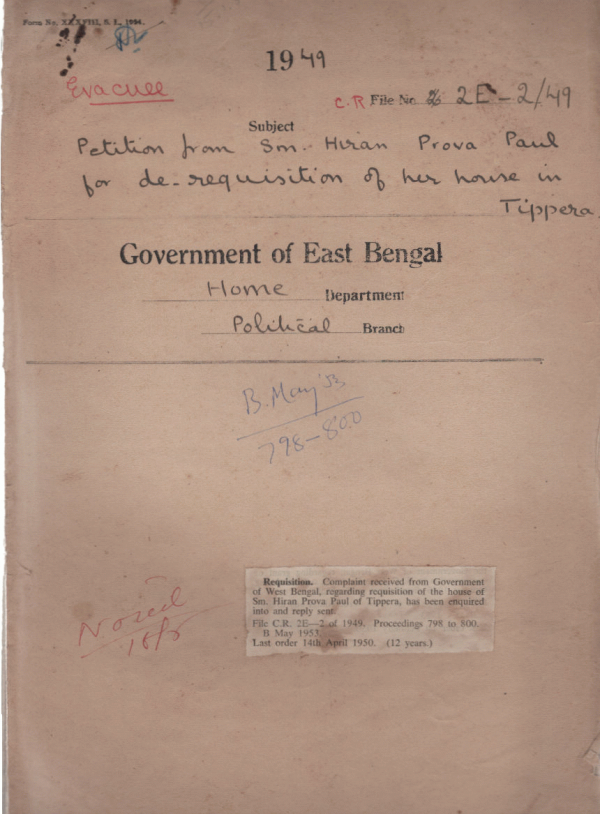 Form No. XXXVIII, S. L., 1904.
1949
Evacuee
C.R File No. 2E-2/49
Subject
Petition from Sm. Hiran Prova Paul
for de-requisition of her house in
Tippera.
Government of East Bengal
Home Department
Political Branch
B. May '53
798-800
Requisition. Complaint received from Government
of West Bengal, regarding requisition of the house of
Sm. Hiran Prova Paul of Tippera, has been enquired
into and reply sent.
File C.R. 2E—2 of 1949. Proceedings 798 to 800.
B May 1953.
Last order 14th April 1950. (12 years.)